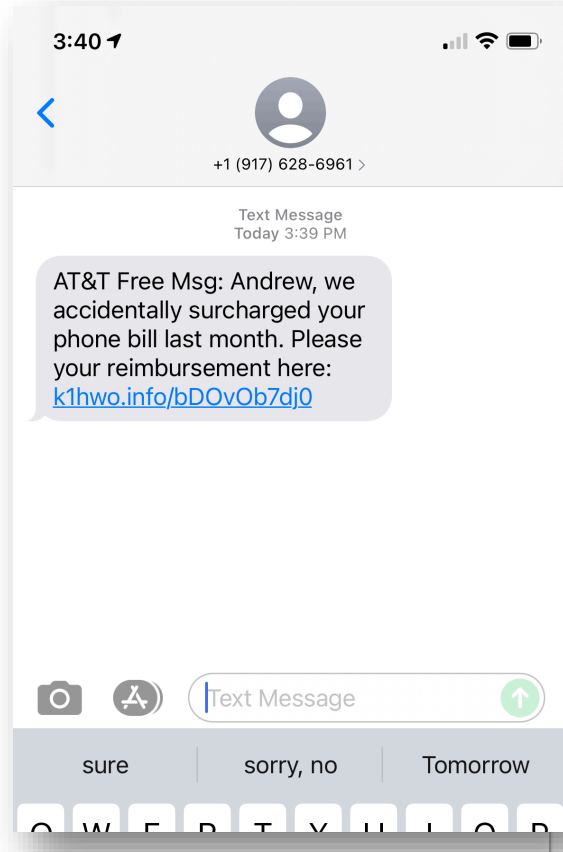 3:40
+1 (917) 628-6961 >
Text Message
Today 3:39 PM
AT&T Free Msg: Andrew, we
accidentally surcharged your
phone bill last month. Please
your reimbursement here:
k1hwo.info/bDOvOb7dj0
Text Message
sure
sorry, no
Tomorrow
Q W E R T Y U I O P